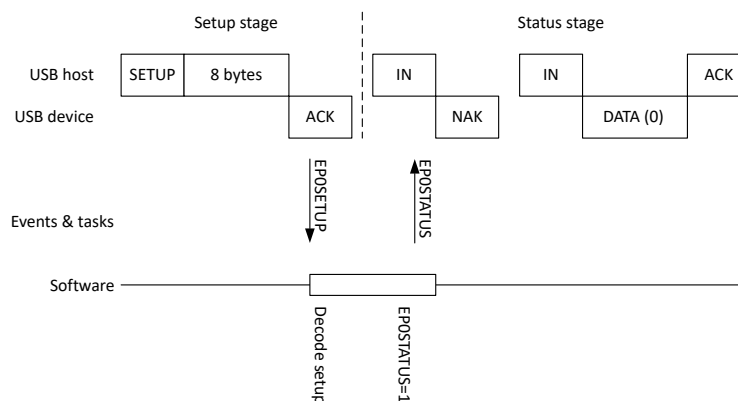 Setup stage
Status stage
USB host
SETUP
8 bytes
IN
IN
ACK
USB device
ACK
NAK
DATA (0)
EP0SETUP
EP0STATUS
Events & tasks
Software
Decode setup
EP0STATUS=1